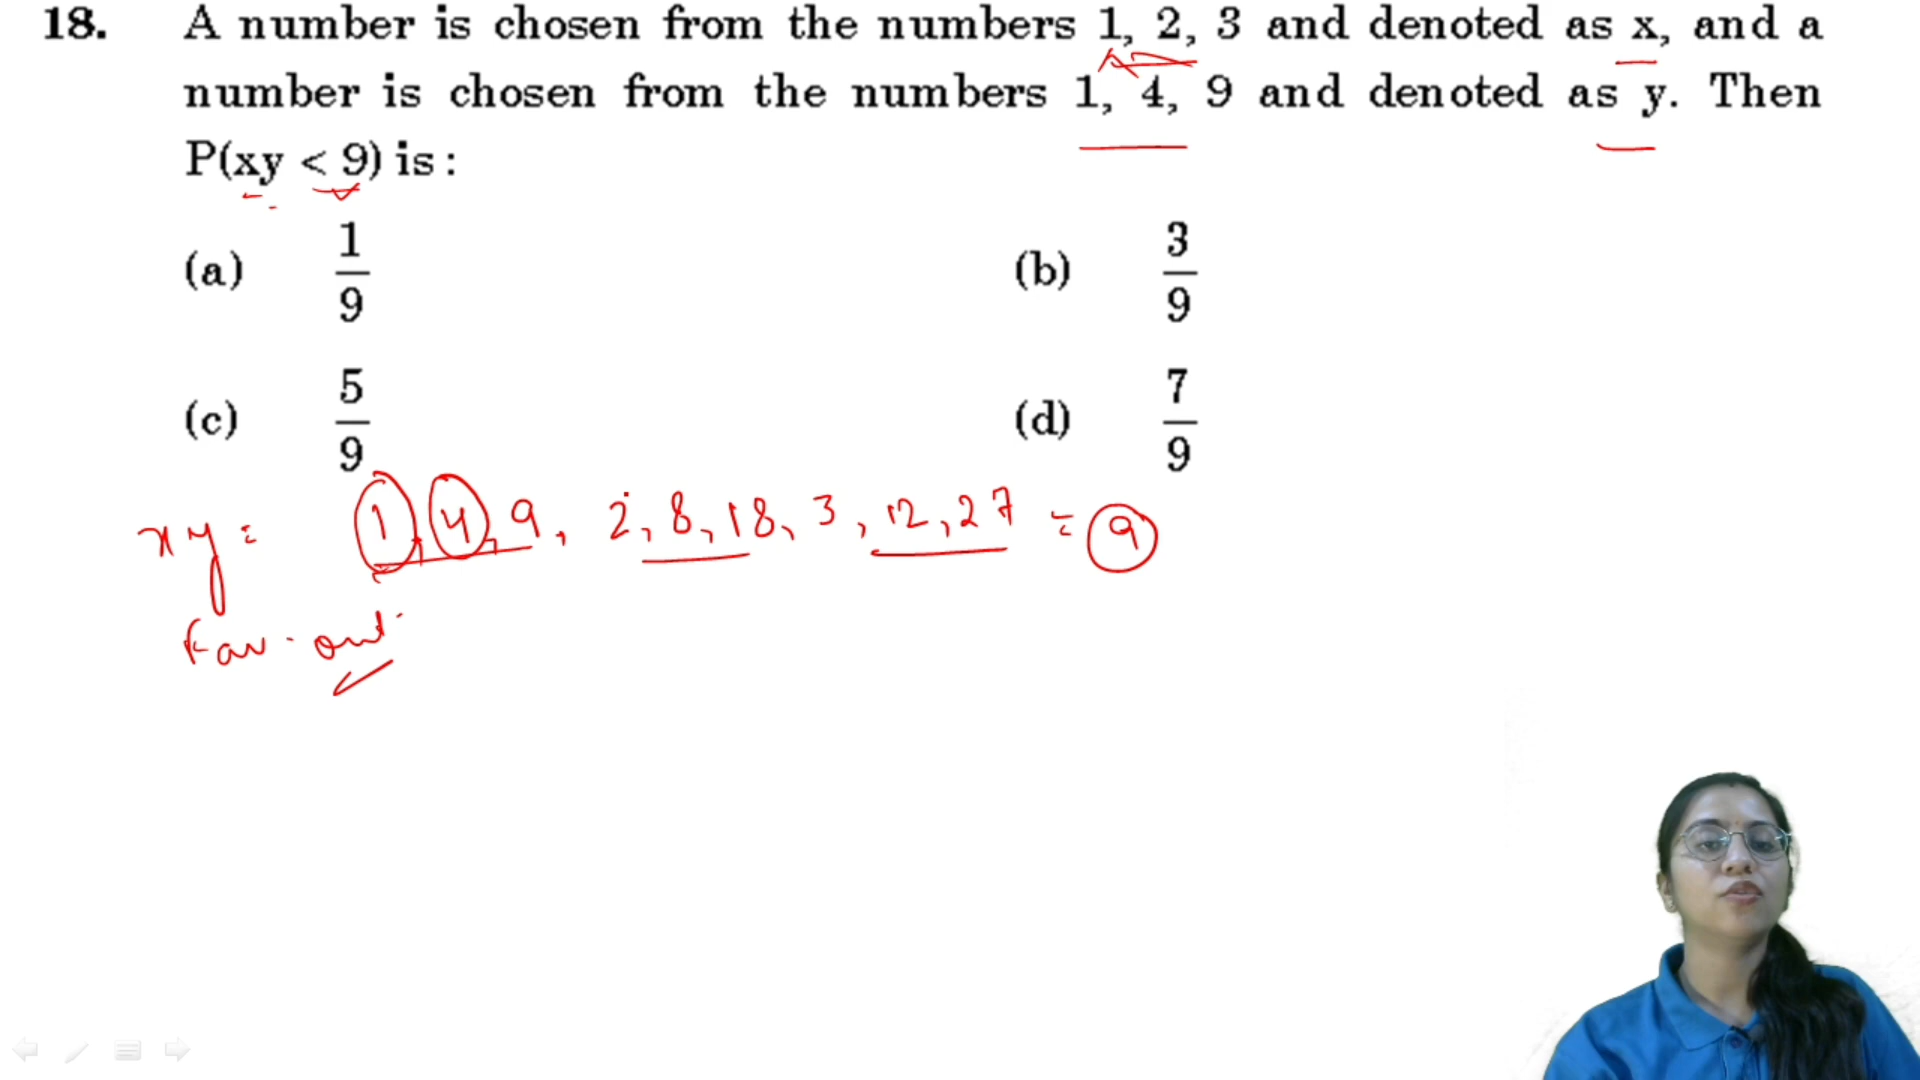 18. A number is chosen from the numbers 1, 2, 3 and denoted as x, and a
number is chosen from the numbers 1, 4, 9 and denoted as y. Then
P(xy < 9) is :
(a) 1/9 (b) 3/9
(c) 5/9 (d) 7/9
xy = 1, 4, 9, 2, 8, 18, 3, 12, 27 = 9
Fav. out.